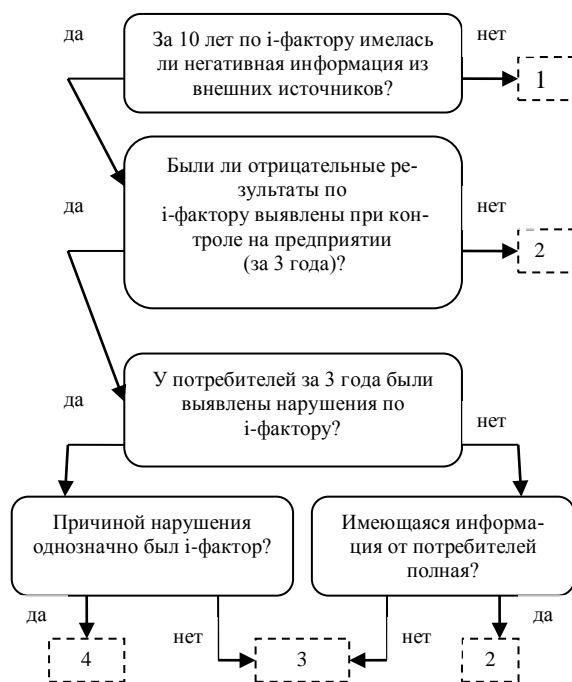 да
За 10 лет по i-фактору имелась
ли негативная информация из
внешних источников?
нет
1
да
Были ли отрицательные ре-
зультаты по
i-фактору выявлены при кон-
троле на предприятии
(за 3 года)?
нет
2
да
У потребителей за 3 года были
выявлены нарушения по
i-фактору?
нет
Причиной нарушения
однозначно был i-фактор?
Имеющаяся информа-
ция от потребителей
полная?
да
4
нет
3
нет
2
да